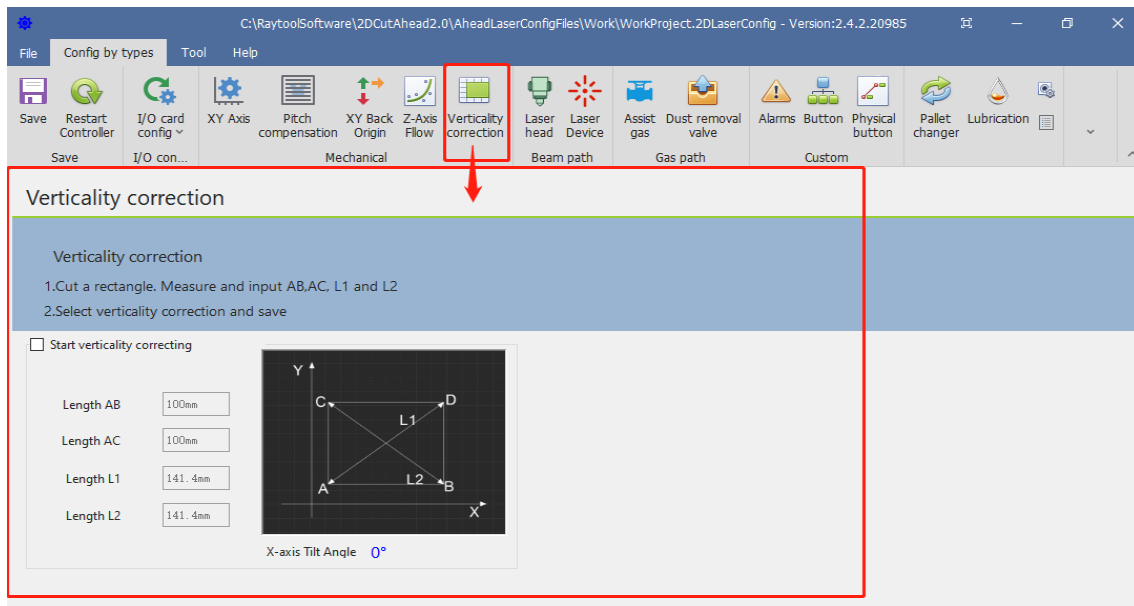 C:\RaytoolSoftware\2DCutAhead2.0\AheadLaserConfigFiles\Work\WorkProject.2DLaserConfig - Version:2.4.2.20985
File Config by types Tool Help
Save Restart Controller I/O card config XY Axis Pitch compensation XY Back Origin Z-Axis Fllow Verticality correction Laser head Laser Device Assist gas Dust removal valve Alarms Button Physical button Pallet changer Lubrication
Save I/O con... Mechanical Beam path Gas path Custom
Verticality correction
Verticality correction
1.Cut a rectangle. Measure and input AB,AC, L1 and L2
2.Select verticality correction and save
Start verticality correcting
Length AB 100mm
Length AC 100mm
Length L1 141.4mm
Length L2 141.4mm
Y
C D
L1
A L2 B
X
X-axis Tilt Angle 0°